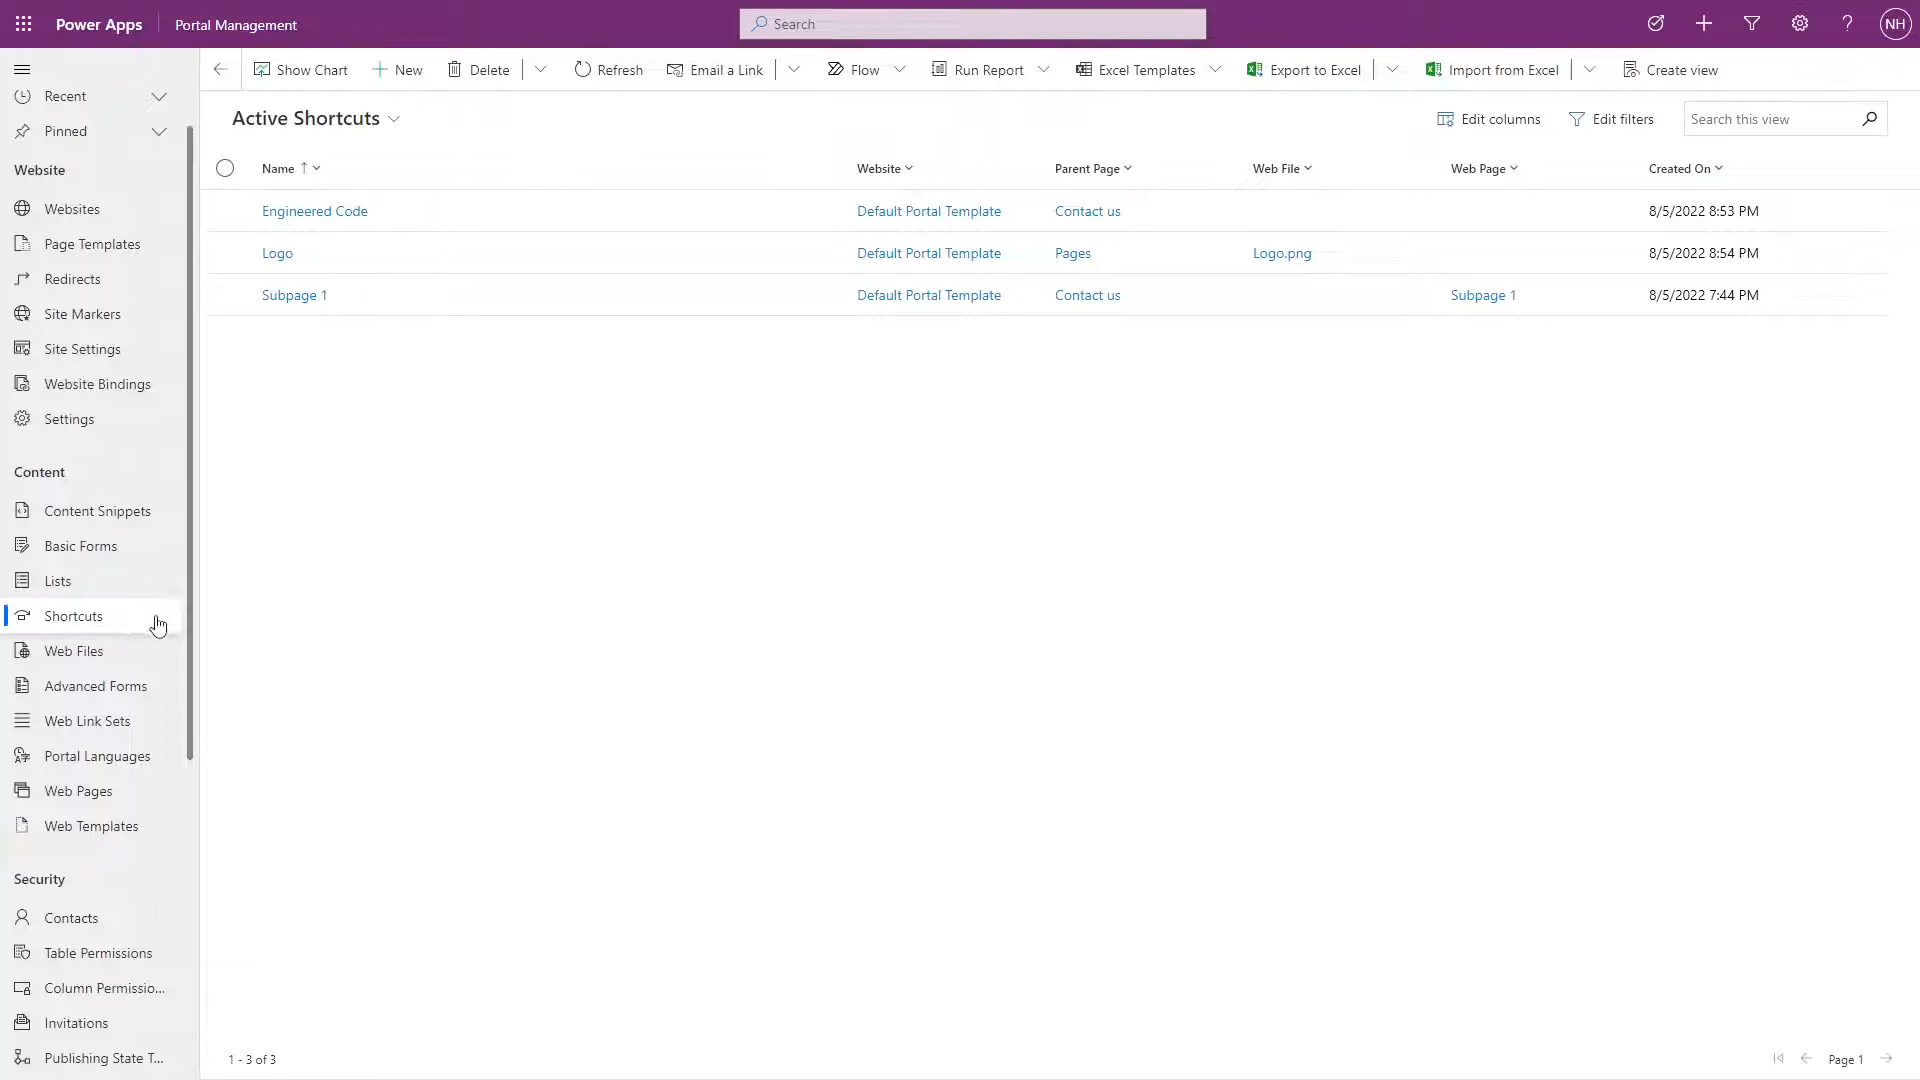 Power Apps Portal Management Search NH
Show Chart New Delete Refresh Email a Link Flow Run Report Excel Templates Export to Excel Import from Excel Create view
Recent
Pinned
Website
Websites
Page Templates
Redirects
Site Markers
Site Settings
Website Bindings
Settings
Content
Content Snippets
Basic Forms
Lists
Shortcuts
Web Files
Advanced Forms
Web Link Sets
Portal Languages
Web Pages
Web Templates
Security
Contacts
Table Permissions
Column Permissio...
Invitations
Publishing State T...
Active Shortcuts Edit columns Edit filters Search this view
Name Website Parent Page Web File Web Page Created On
Engineered Code Default Portal Template Contact us 8/5/2022 8:53 PM
Logo Default Portal Template Pages Logo.png 8/5/2022 8:54 PM
Subpage 1 Default Portal Template Contact us Subpage 1 8/5/2022 7:44 PM
1 - 3 of 3 Page 1